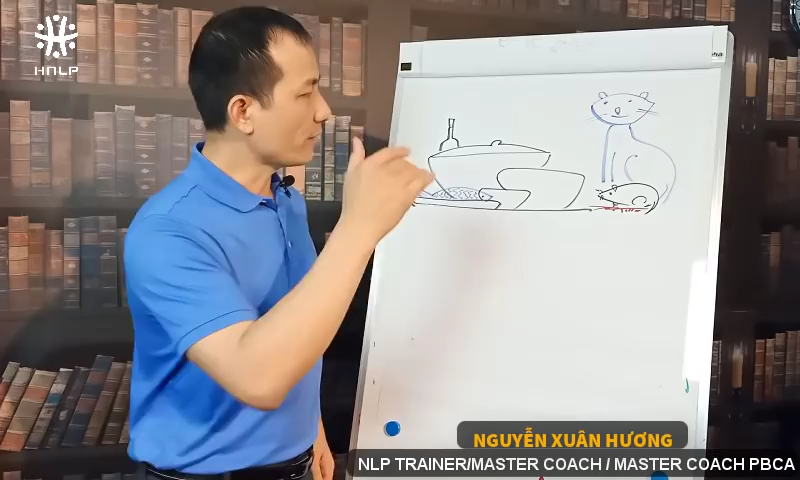 HNLP
NGUYỄN XUÂN HƯƠNG
NLP TRAINER/MASTER COACH / MASTER COACH PBCA